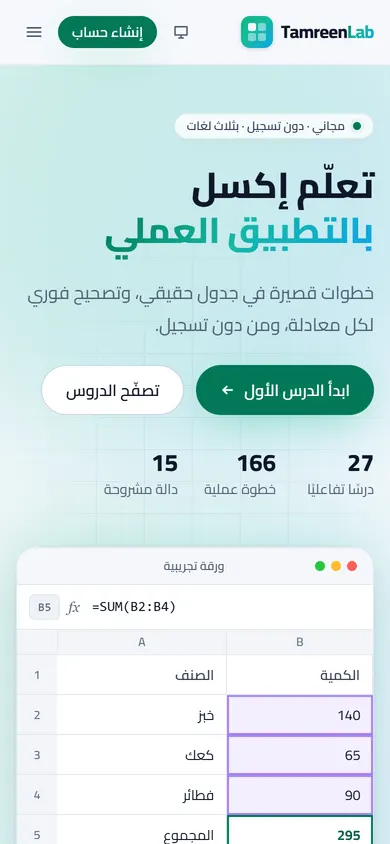 TamreenLab
إنشاء حساب
مجاني · دون تسجيل · بثلاث لغات
تعلّم إكسل
بالتطبيق العملي
خطوات قصيرة في جدول حقيقي، وتصحيح فوري
لكل معادلة، ومن دون تسجيل.
ابدأ الدرس الأول ←
تصفّح الدروس
27 166 15
درسًا تفاعليًا خطوة عملية دالة مشروحة
ورقة تجريبية
B5 fx =SUM(B2:B4)
A B
1 الصنف الكمية
2 خبز 140
3 كعك 65
4 فطائر 90
5 المجموع 295